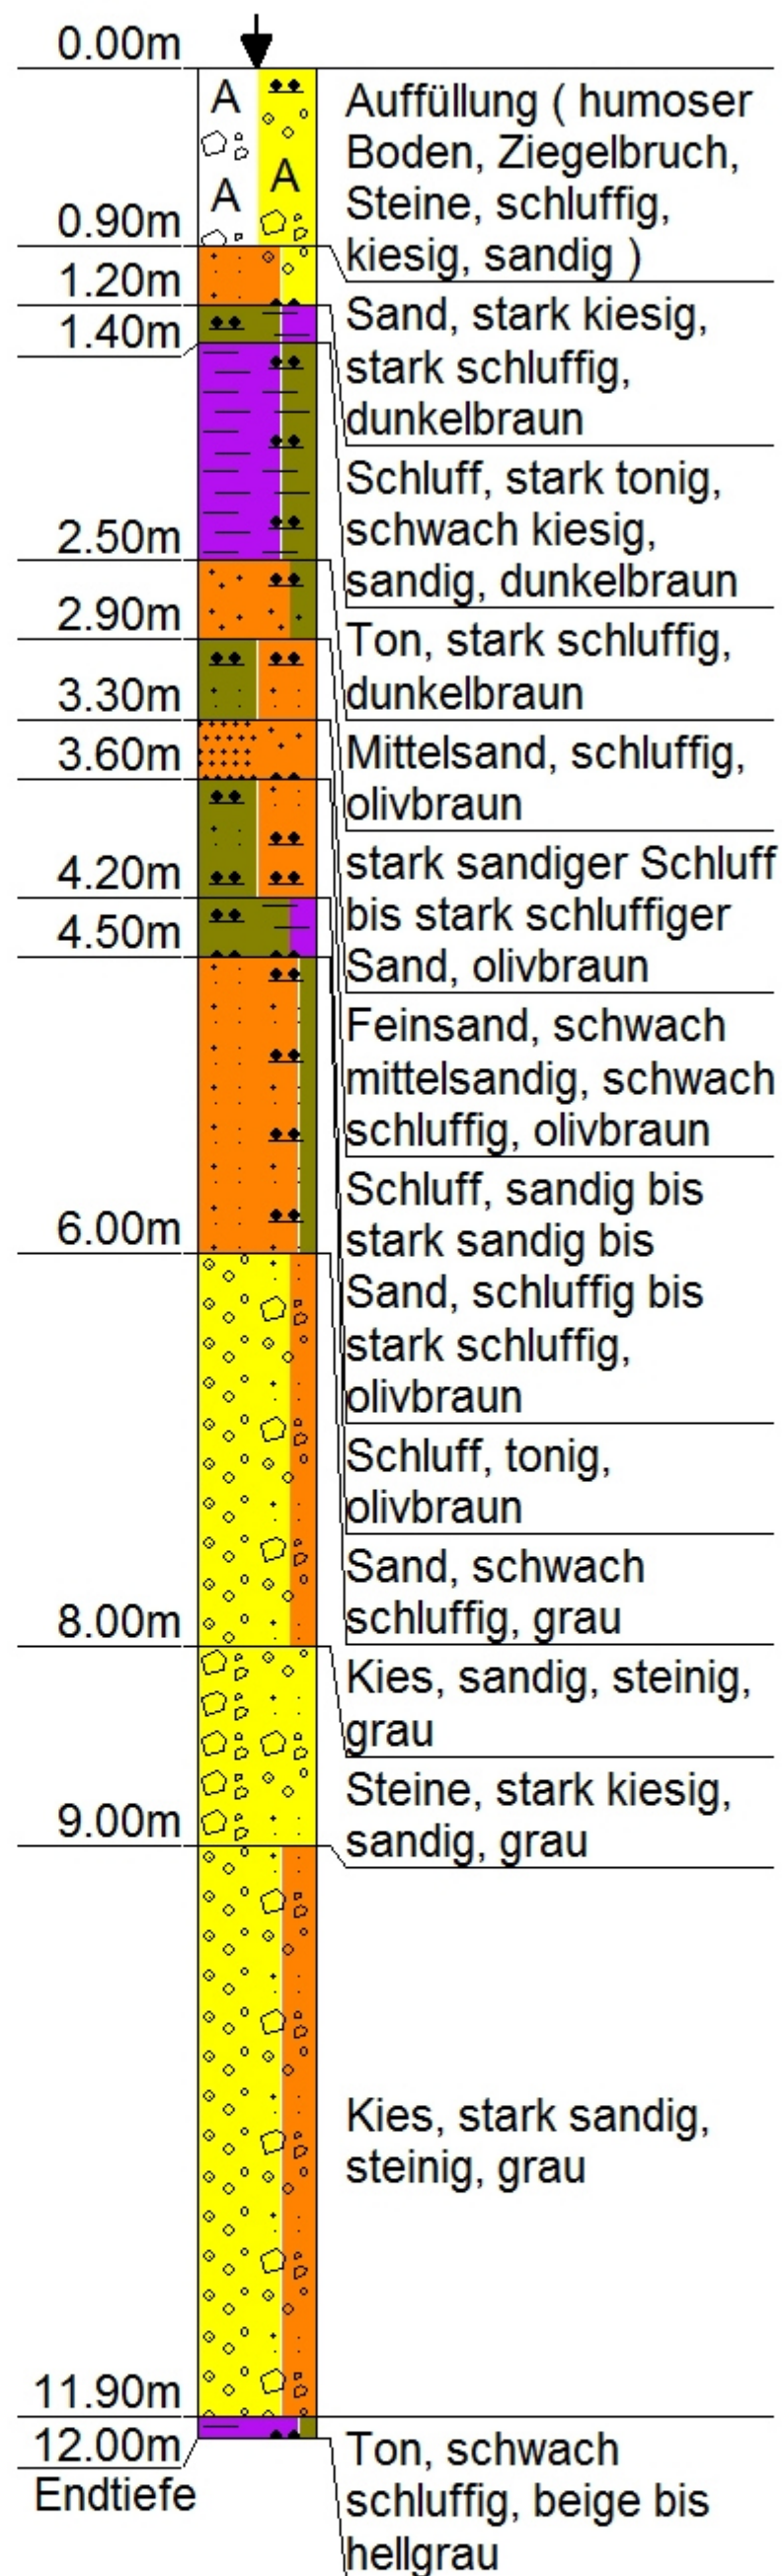 0.00m
A
A
A
Auffüllung ( humoser
Boden, Ziegelbruch,
Steine, schluffig,
kiesig, sandig )
0.90m
1.20m
Sand, stark kiesig,
stark schluffig,
dunkelbraun
1.40m
Schluff, stark tonig,
schwach kiesig,
sandig, dunkelbraun
2.50m
Ton, stark schluffig,
dunkelbraun
2.90m
Mittelsand, schluffig,
olivbraun
3.30m
stark sandiger Schluff
bis stark schluffiger
Sand, olivbraun
3.60m
Feinsand, schwach
mittelsandig, schwach
schluffig, olivbraun
4.20m
Schluff, sandig bis
stark sandig bis
Sand, schluffig bis
stark schluffig,
olivbraun
4.50m
Schluff, tonig,
olivbraun
6.00m
Sand, schwach
schluffig, grau
8.00m
Kies, sandig, steinig,
grau
9.00m
Steine, stark kiesig,
sandig, grau
Kies, stark sandig,
steinig, grau
11.90m
12.00m
Endtiefe
Ton, schwach
schluffig, beige bis
hellgrau